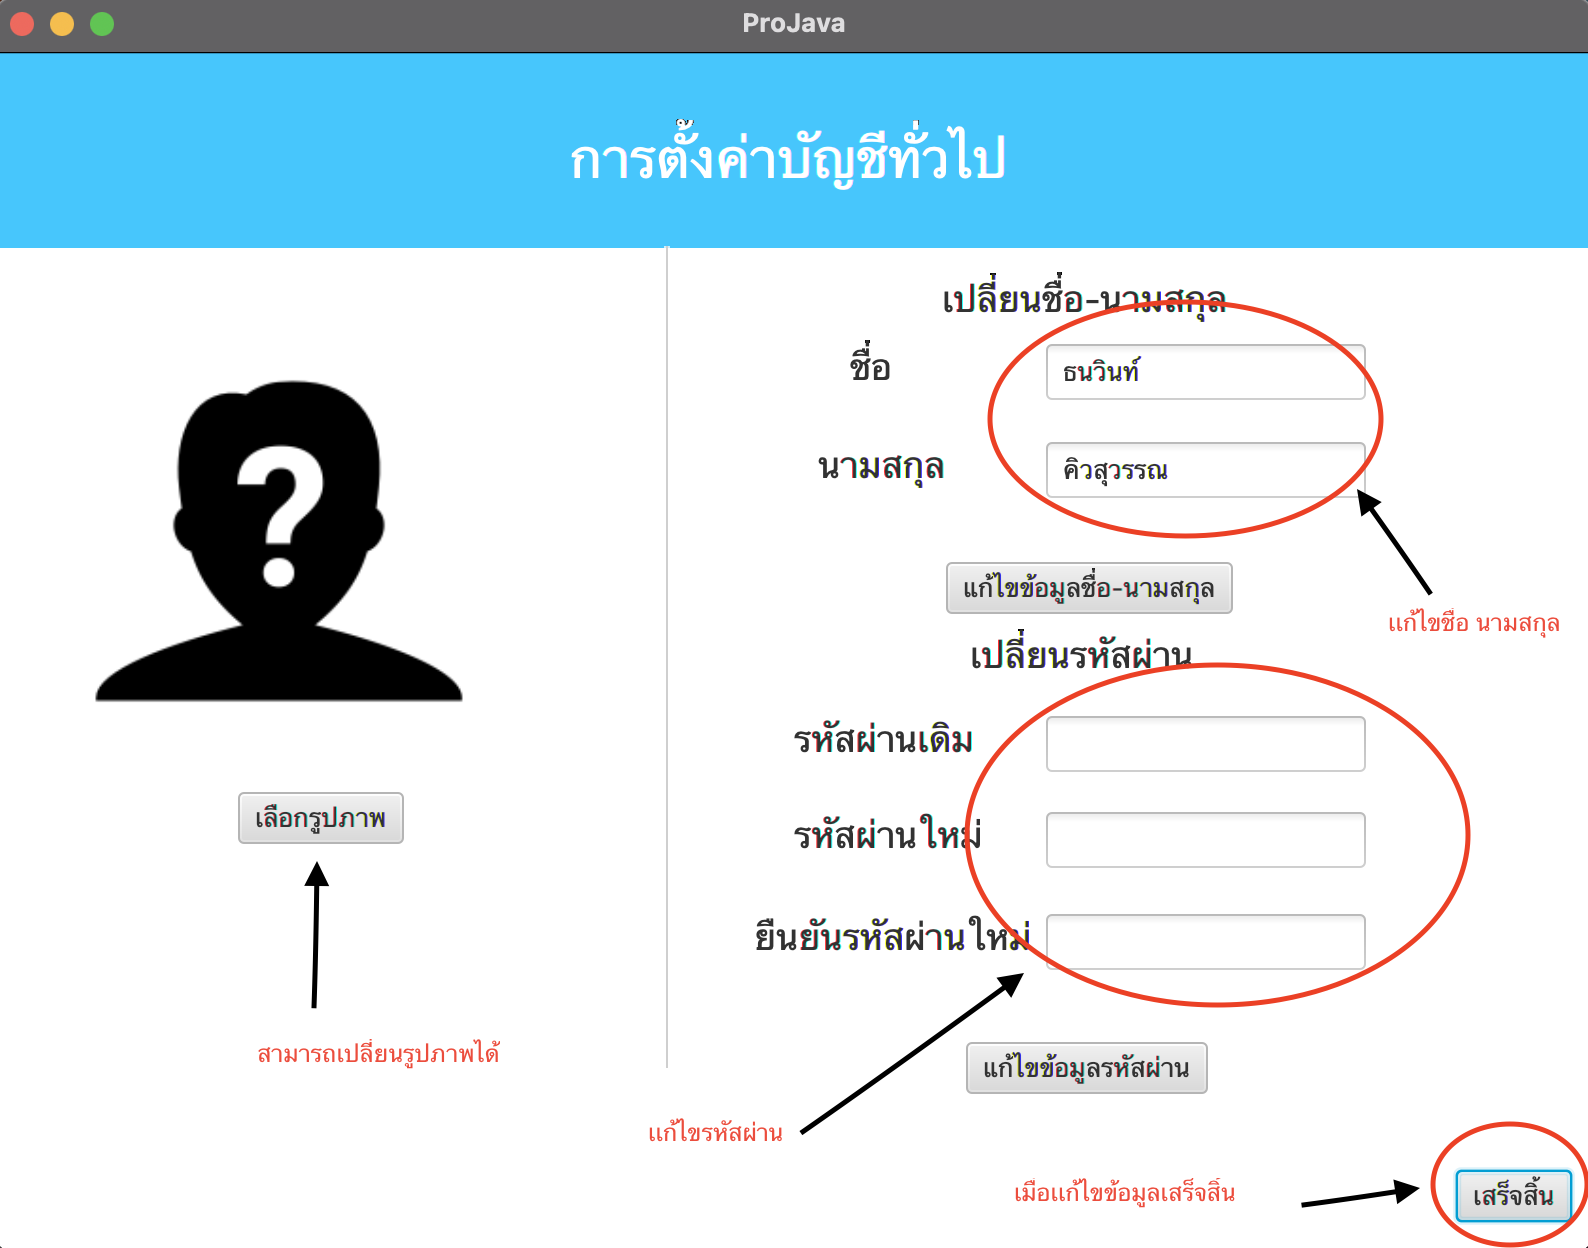 ProJava
การตั้งค่าบัญชีทั่วไป
เปลี่ยนชื่อ-นามสกุล
ชื่อ
ธนวินท์
นามสกุล
คิวสุวรรณ
แก้ไขข้อมูลชื่อ-นามสกุล
แก้ไขชื่อ นามสกุล
เปลี่ยนรหัสผ่าน
รหัสผ่านเดิม
เลือกรูปภาพ
รหัสผ่านใหม่
ยืนยันรหัสผ่านใหม่
สามารถเปลี่ยนรูปภาพได้
แก้ไขข้อมูลรหัสผ่าน
แก้ไขรหัสผ่าน
เมื่อแก้ไขข้อมูลเสร็จสิ้น
เสร็จสิ้น
?